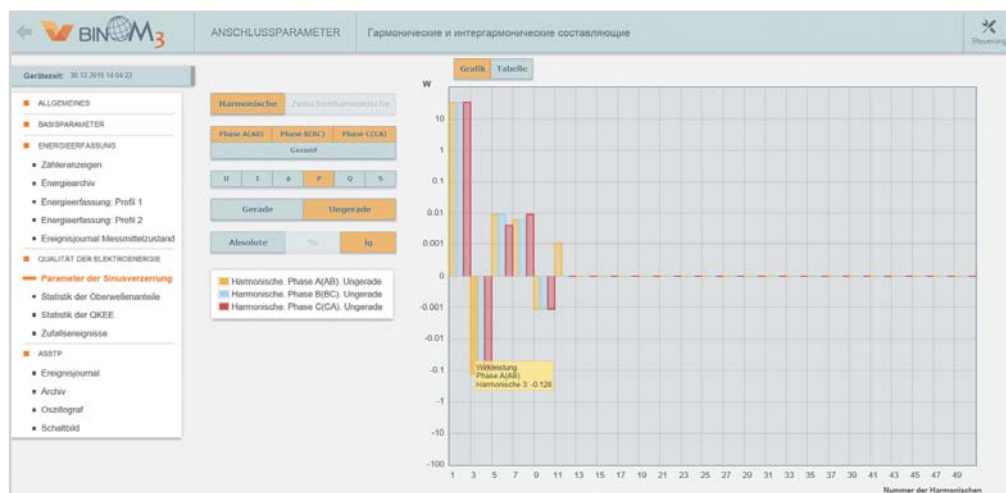 BINOM3
ANSCHLUSSPARAMETER
Гармонические и интергармонические составляющие
Steuerung
Gerätezeit: 30.12.2016 14:04:22
ALLGEMEINES
BASISPARAMETER
ENERGIEERFASSUNG
Zähleranzeigen
Energiearchiv
Energieerfassung: Profil 1
Energieerfassung: Profil 2
Ereignisjournal Messmittelzustand
QUALITÄT DER ELEKTROENERGIE
Parameter der Sinusverzerrung
Statistik der Oberwellenanteile
Statistik der QKEE
Zufallsereignisse
ASSTP
Ereignisjournal
Archiv
Oszillograf
Schaltbild
Harmonische Zwischenharmonische
Phase A(AB) Phase B(BC) Phase C(CA)
Gesamt
U I φ P Q S
Gerade Ungerade
Absolute % lg
Harmonische. Phase A(AB). Ungerade
Harmonische. Phase B(BC). Ungerade
Harmonische. Phase C(CA). Ungerade
Grafik Tabelle
W
10
1
0.1
0.01
0.001
0
-0.001
-0.01
-0.1
-1
-10
-100
Wirkleistung
Phase A(AB)
Harmonische 3: -0.128
1 3 5 7 9 11 13 15 17 19 21 23 25 27 29 31 33 35 37 39 41 43 45 47 49
Nummer der Harmonischen